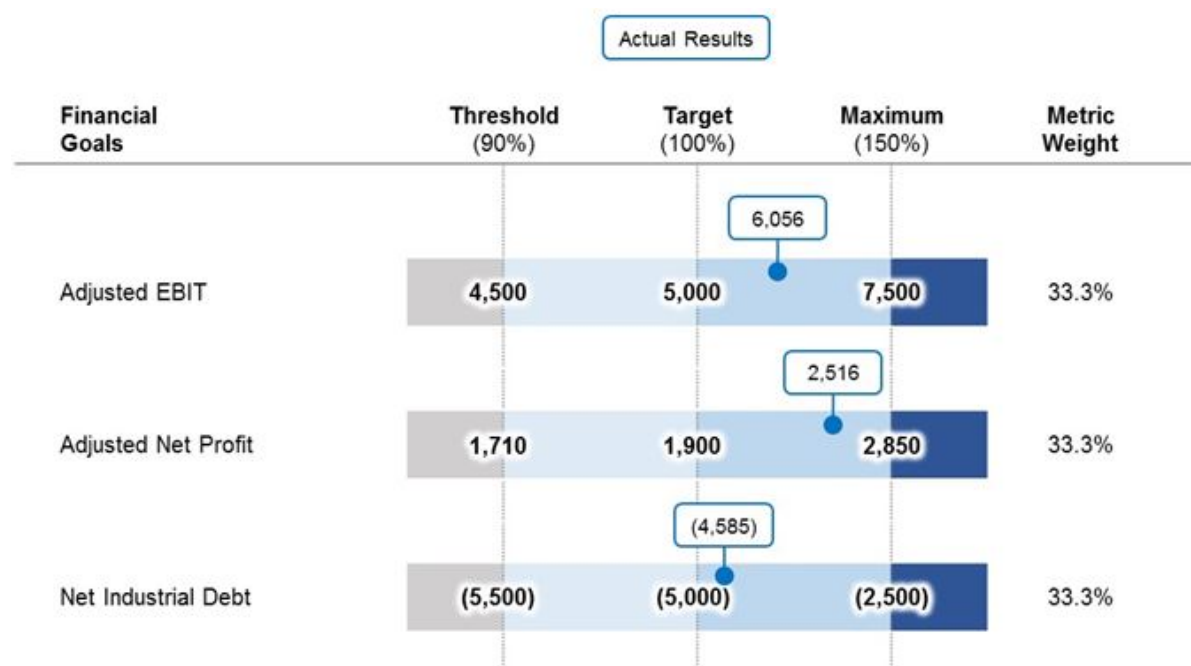 Actual Results
Financial Goals
Threshold (90%)
Target (100%)
Maximum (150%)
Metric Weight
6,056
Adjusted EBIT 4,500 5,000 7,500 33.3%
2,516
Adjusted Net Profit 1,710 1,900 2,850 33.3%
(4,585)
Net Industrial Debt (5,500) (5,000) (2,500) 33.3%